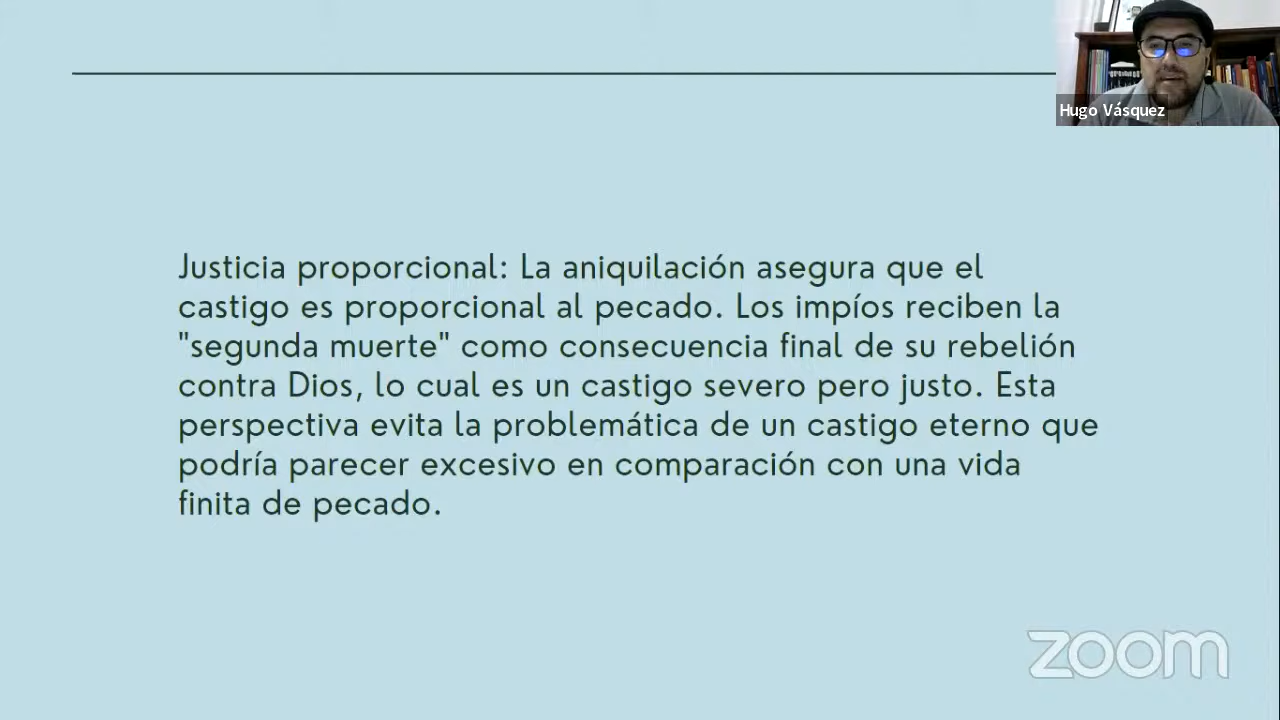 Hugo Vásquez
Justicia proporcional: La aniquilación asegura que el
castigo es proporcional al pecado. Los impíos reciben la
"segunda muerte" como consecuencia final de su rebelión
contra Dios, lo cual es un castigo severo pero justo. Esta
perspectiva evita la problemática de un castigo eterno que
podría parecer excesivo en comparación con una vida
finita de pecado.
zoom